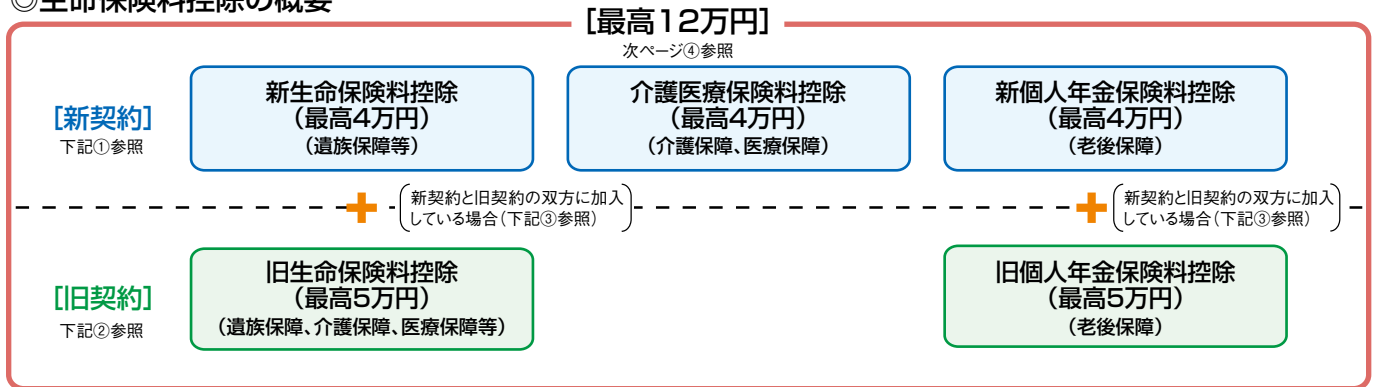 ◎生命保険料控除の概要
[最高12万円]
次ページ④参照
[新契約]
下記①参照
新生命保険料控除
(最高4万円)
(遺族保障等)
介護医療保険料控除
(最高4万円)
(介護保障、医療保障)
新個人年金保険料控除
(最高4万円)
(老後保障)
新契約と旧契約の双方に加入
している場合(下記③参照)
新契約と旧契約の双方に加入
している場合(下記③参照)
[旧契約]
下記②参照
旧生命保険料控除
(最高5万円)
(遺族保障、介護保障、医療保障等)
旧個人年金保険料控除
(最高5万円)
(老後保障)